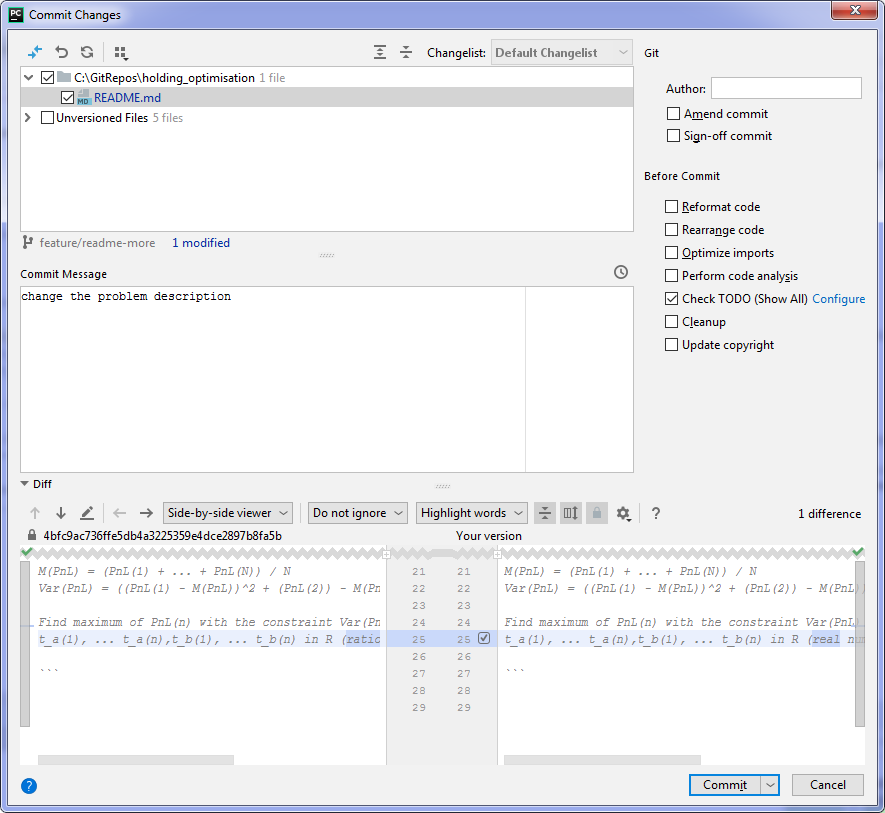 PC Commit Changes
Changelist: Default Changelist
Git
C:\GitRepos\holding_optimisation 1 file
MD README.md
Unversioned Files 5 files
Author:
Amend commit
Sign-off commit
Before Commit
Reformat code
Rearrange code
Optimize imports
Perform code analysis
Check TODO (Show All) Configure
Cleanup
Update copyright
feature/readme-more 1 modified
Commit Message
change the problem description
Diff
Side-by-side viewer Do not ignore Highlight words ? 1 difference
4bfc9ac736ffe5db4a3225359e4dce2897b8fa5b Your version
M(PnL) = (PnL(1) + ... + PnL(N)) / N 21 21 M(PnL) = (PnL(1) + ... + PnL(N)) / N
Var(PnL) = ((PnL(1) - M(PnL))^2 + (PnL(2)) - M(Pn 22 22 Var(PnL) = ((PnL(1) - M(PnL))^2 + (PnL(2)) - M(PnL)
23 23
Find maximum of PnL(n) with the constraint Var(Pn 24 24 Find maximum of PnL(n) with the constraint Var(PnL)
t_a(1), ... t_a(n),t_b(1), ... t_b(n) in R (ratio 25 25 t_a(1), ... t_a(n),t_b(1), ... t_b(n) in R (real nu
26 26
``` 27 27 ```
28 28
29 29
? Commit Cancel